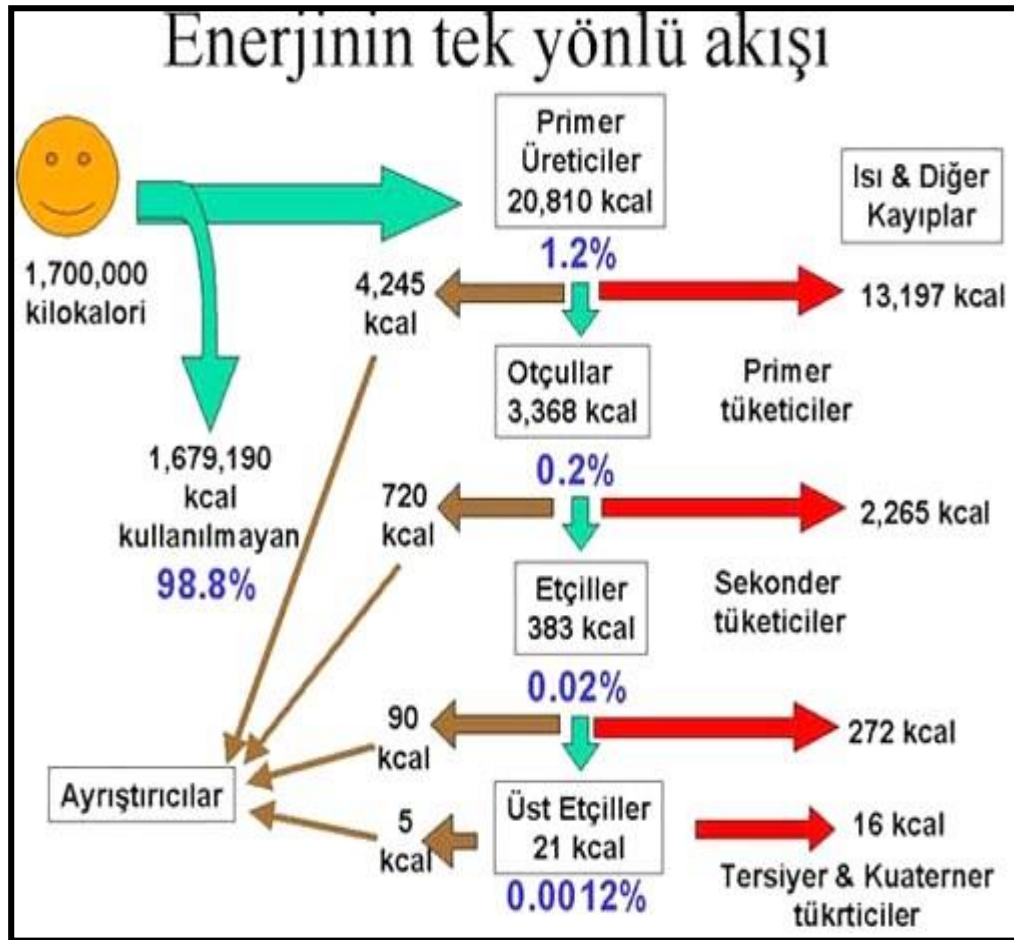 Enerjinin tek yönlü akışı
1,700,000
kilokalori
1,679,190
kcal
kullanılmayan
98.8%
Primer
Üreticiler
20,810 kcal
1.2%
Isı & Diğer
Kayıplar
4,245
kcal
13,197 kcal
Otçullar
3,368 kcal
0.2%
Primer
tüketiciler
720
kcal
2,265 kcal
Etçiller
383 kcal
0.02%
Sekonder
tüketiciler
90
kcal
272 kcal
Ayrıştırıcılar
5
kcal
Üst Etçiller
21 kcal
0.0012%
16 kcal
Tersiyer & Kuaterner
tükrticiler